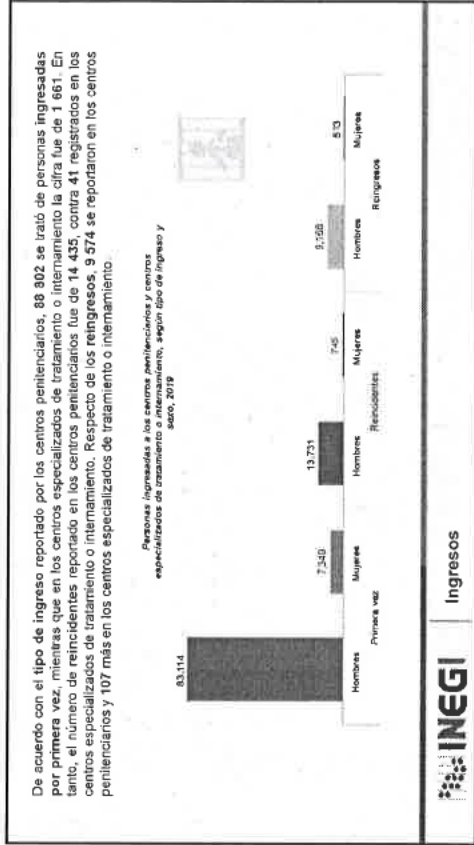 De acuerdo con el tipo de ingreso reportado por los centros penitenciarios, 88 802 se trató de personas ingresadas
por primera vez, mientras que en los centros especializados de tratamiento o internamiento la cifra fue de 1 661. En
tanto, el número de reincidentes reportado en los centros penitenciarios fue de 14 435, contra 41 registrados en los
centros especializados de tratamiento o internamiento. Respecto de los reingresos, 9 574 se reportaron en los centros
penitenciarios y 107 más en los centros especializados de tratamiento o internamiento.
Personas ingresadas a los centros penitenciarios y centros
especializados de tratamiento o internamiento, según tipo de ingreso y
sexo, 2019
83,114
7,349
13,731
745
9,168
513
Hombres Mujeres Hombres Mujeres Hombres Mujeres
Primera vez Reincidentes Reingresos
INEGI Ingresos